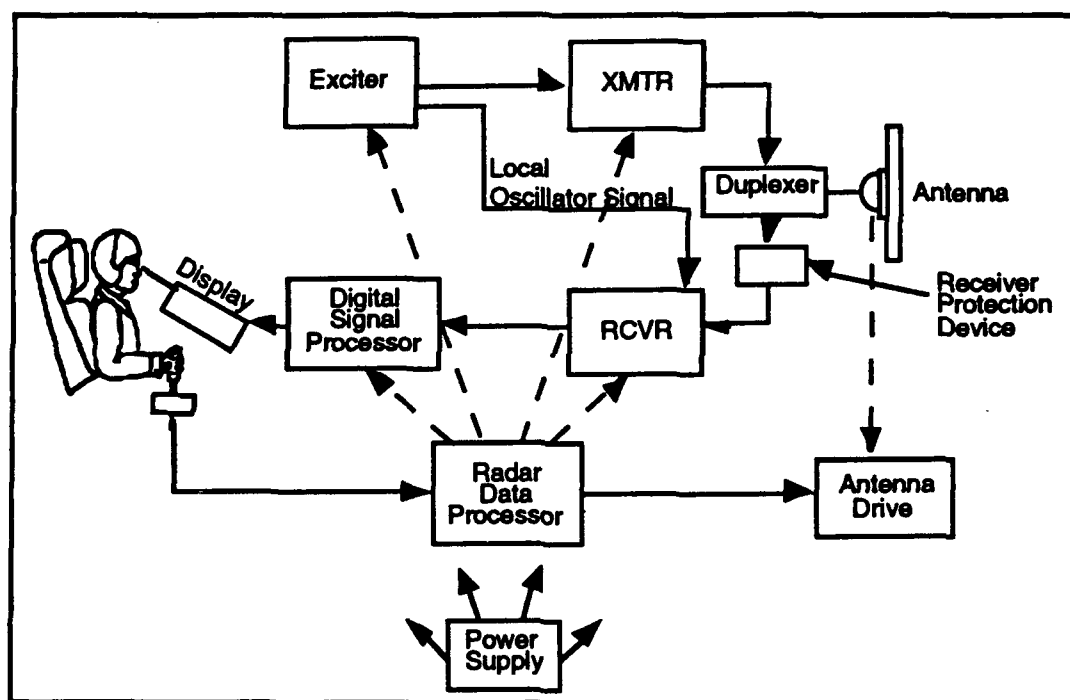 Exciter
XMTR
Local
Oscillator Signal
Duplexer
Antenna
Display
Digital
Signal
Processor
RCVR
Receiver
Protection
Device
Radar
Data
Processor
Antenna
Drive
Power
Supply